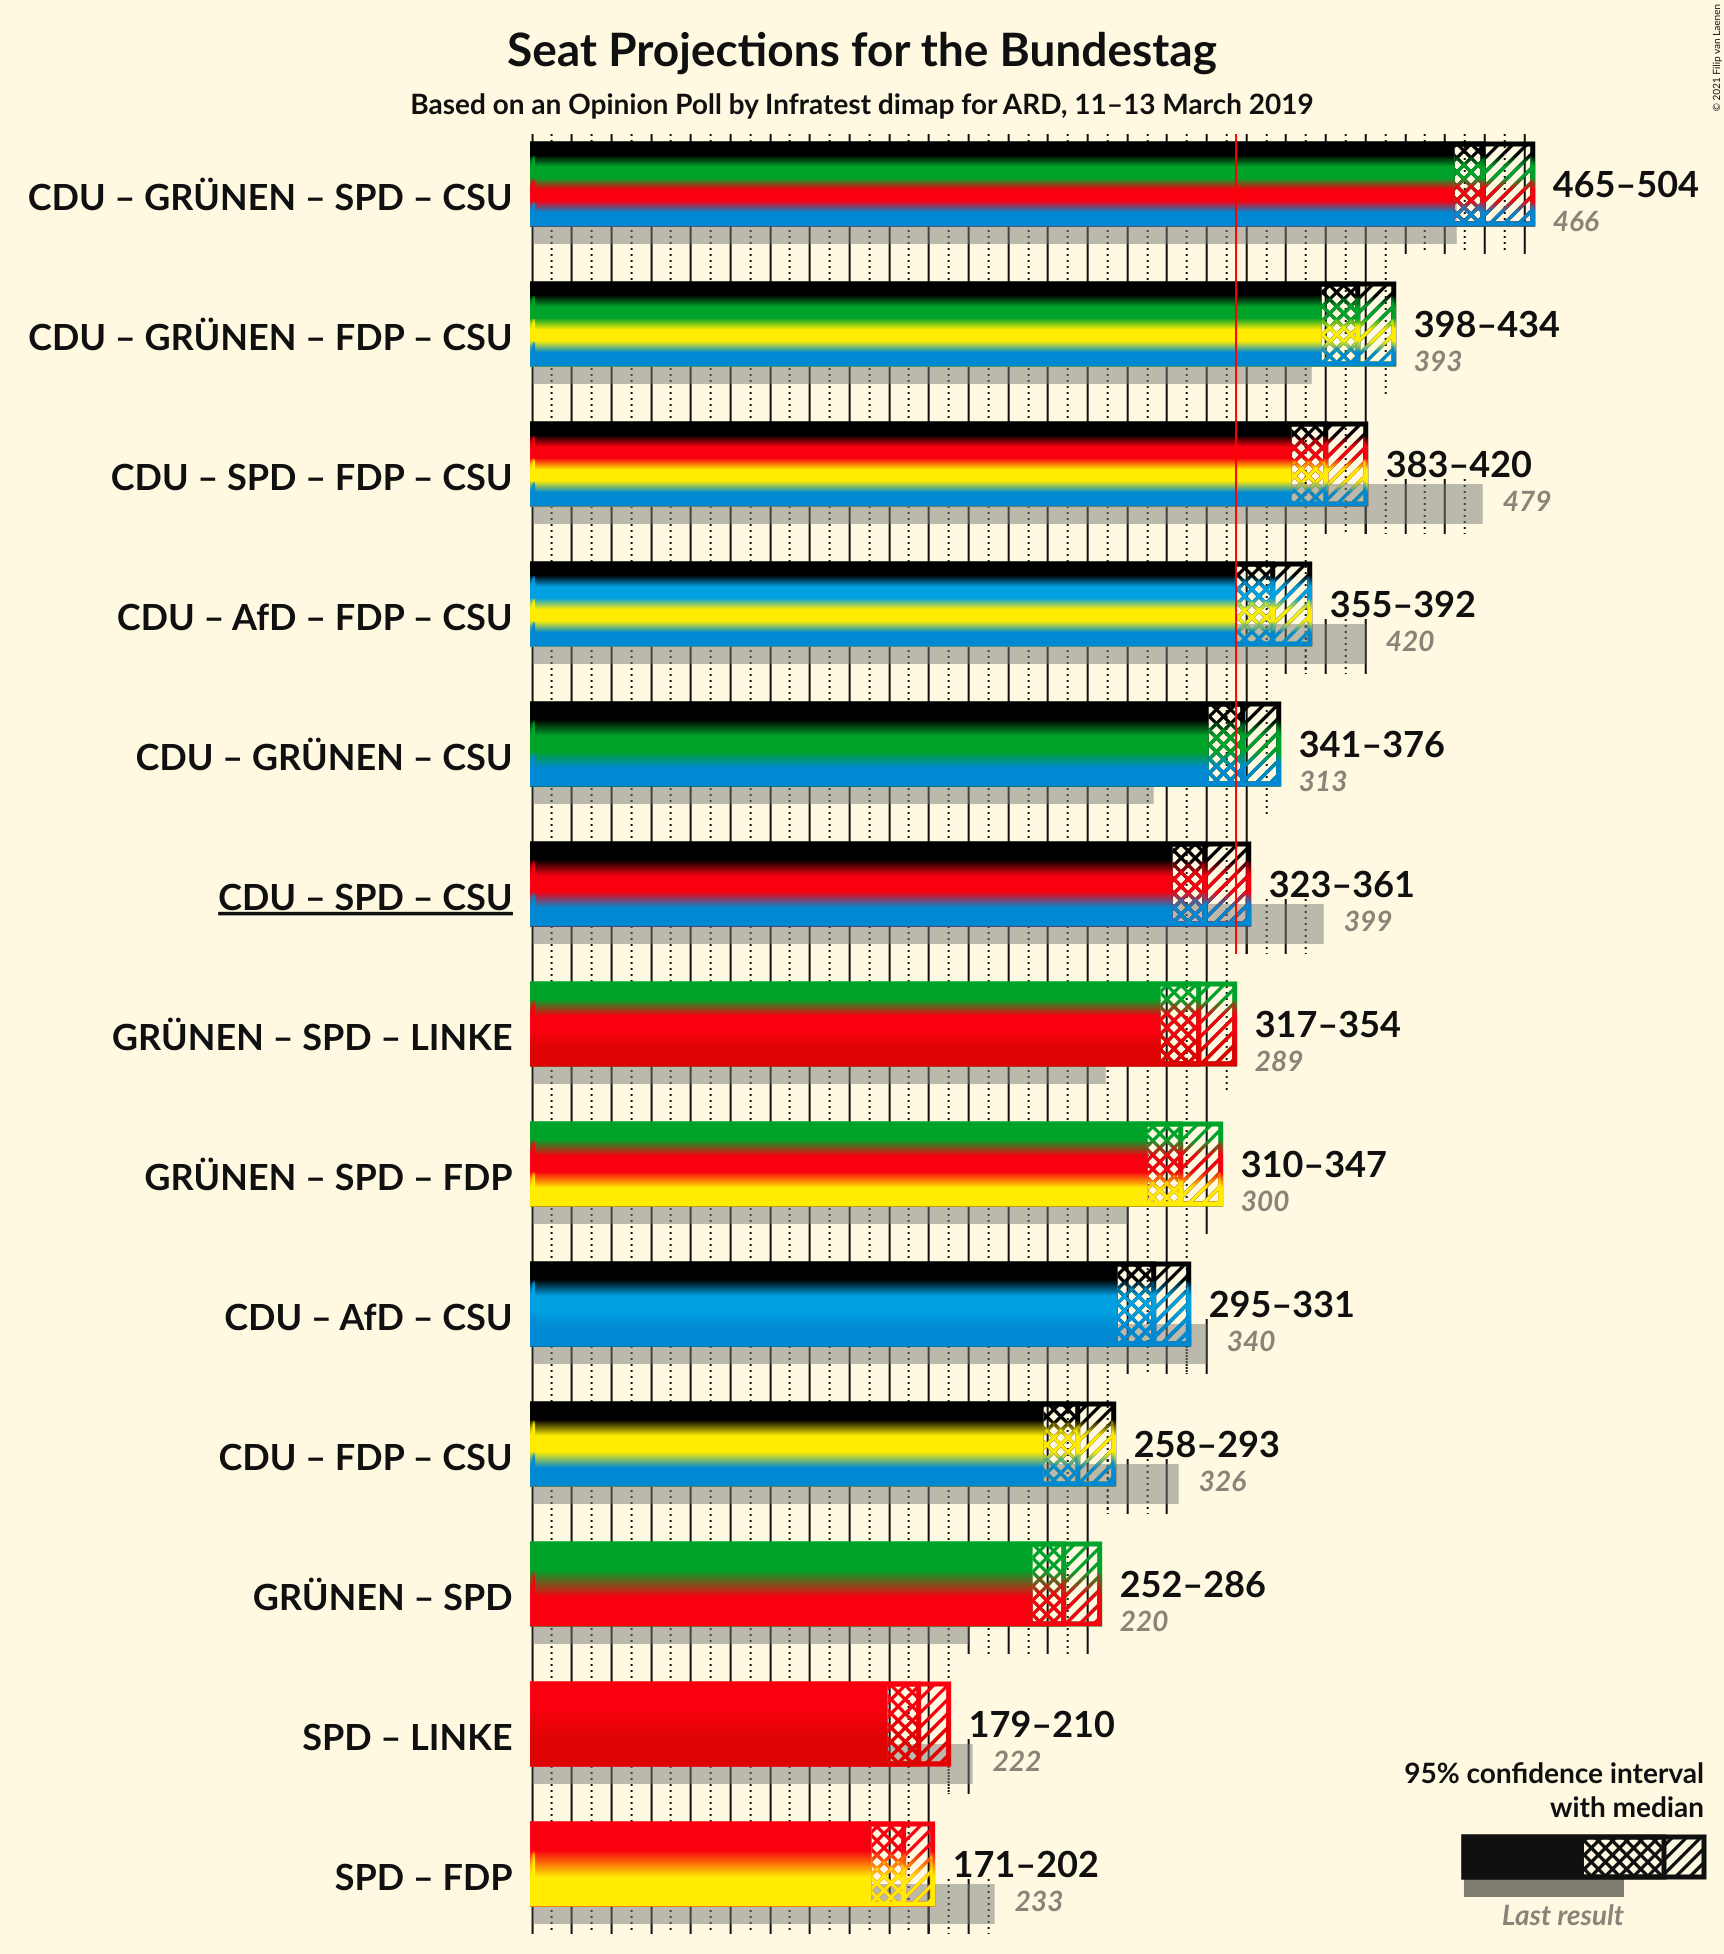 Seat Projections for the Bundestag
Based on an Opinion Poll by Infratest dimap for ARD, 11–13 March 2019
© 2021 Filip van Laenen
CDU – GRÜNEN – SPD – CSU
465–504
466
CDU – GRÜNEN – FDP – CSU
398–434
393
CDU – SPD – FDP – CSU
383–420
479
CDU – AfD – FDP – CSU
355–392
420
CDU – GRÜNEN – CSU
341–376
313
CDU – SPD – CSU
323–361
399
GRÜNEN – SPD – LINKE
317–354
289
GRÜNEN – SPD – FDP
310–347
300
CDU – AfD – CSU
295–331
340
CDU – FDP – CSU
258–293
326
GRÜNEN – SPD
252–286
220
SPD – LINKE
179–210
222
SPD – FDP
171–202
233
95% confidence interval
with median
Last result